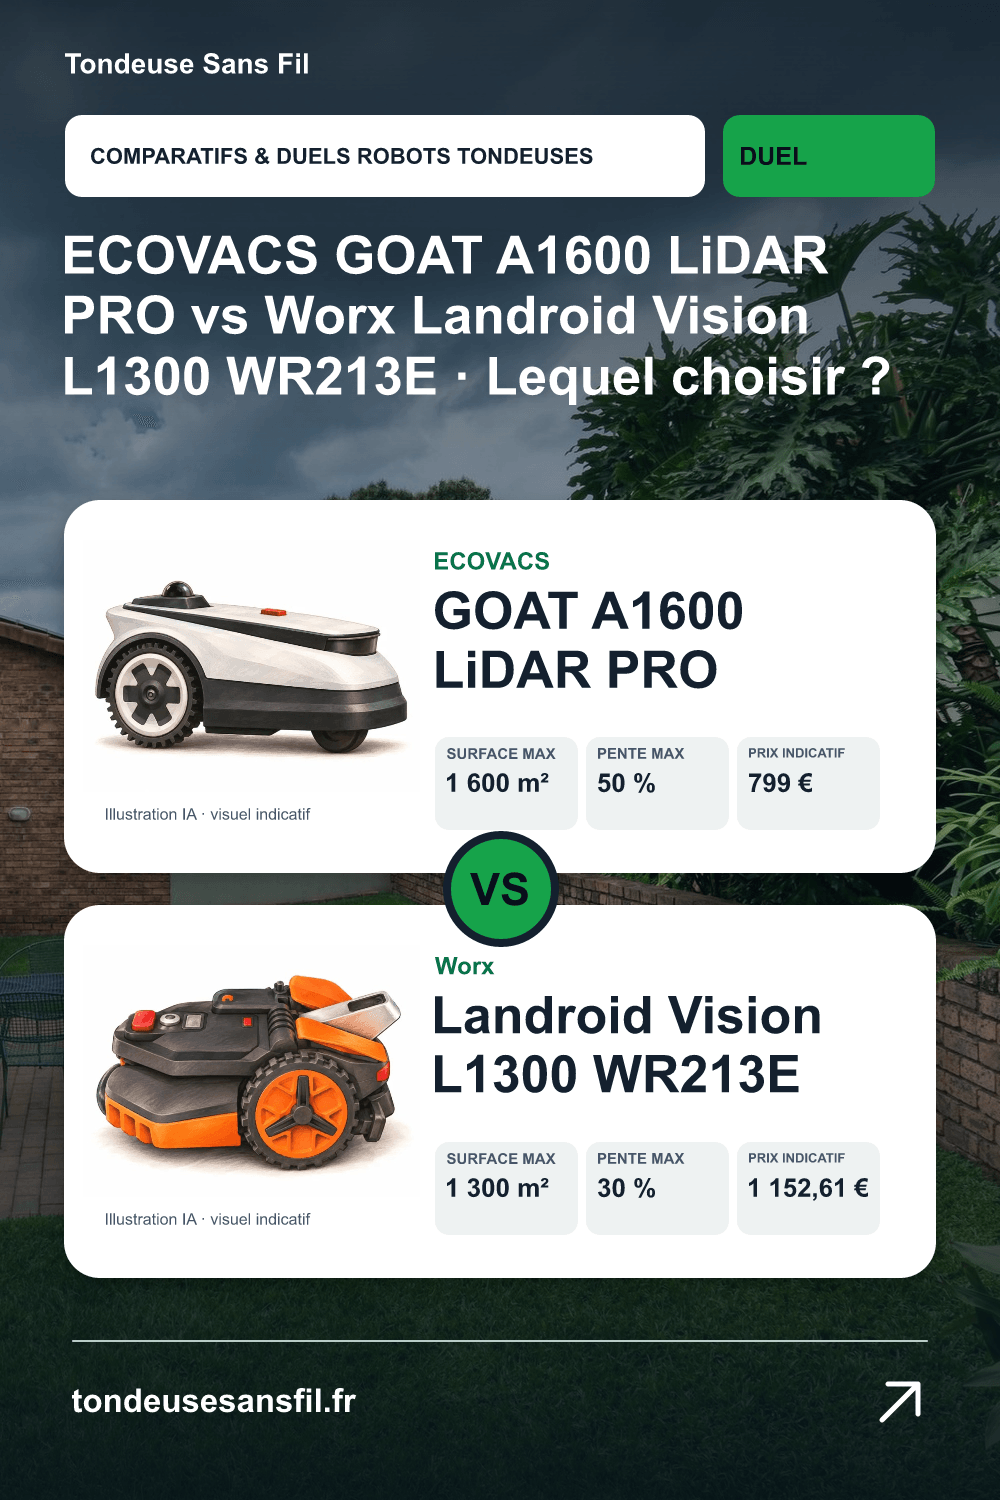 Tondeuse Sans Fil
COMPARATIFS & DUELS ROBOTS TONDEUSES
DUEL
ECOVACS GOAT A1600 LiDAR
PRO vs Worx Landroid Vision
L1300 WR213E · Lequel choisir ?
ECOVACS
GOAT A1600
LiDAR PRO
SURFACE MAX
1 600 m²
PENTE MAX
50 %
PRIX INDICATIF
799 €
Illustration IA · visuel indicatif
VS
Worx
Landroid Vision
L1300 WR213E
SURFACE MAX
1 300 m²
PENTE MAX
30 %
PRIX INDICATIF
1 152,61 €
Illustration IA · visuel indicatif
tondeusesansfil.fr